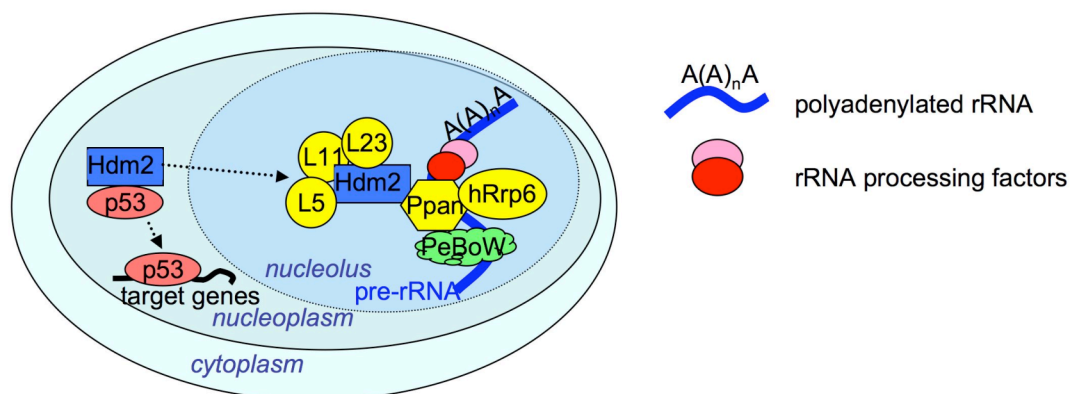 A(A)nA
L23
L11
Hdm2
Hdm2
L5
p53
Ppan
hRrp6
PeBoW
p53
target genes
nucleolus
pre-rRNA
nucleoplasm
cytoplasm
A(A)nA
polyadenylated rRNA
rRNA processing factors